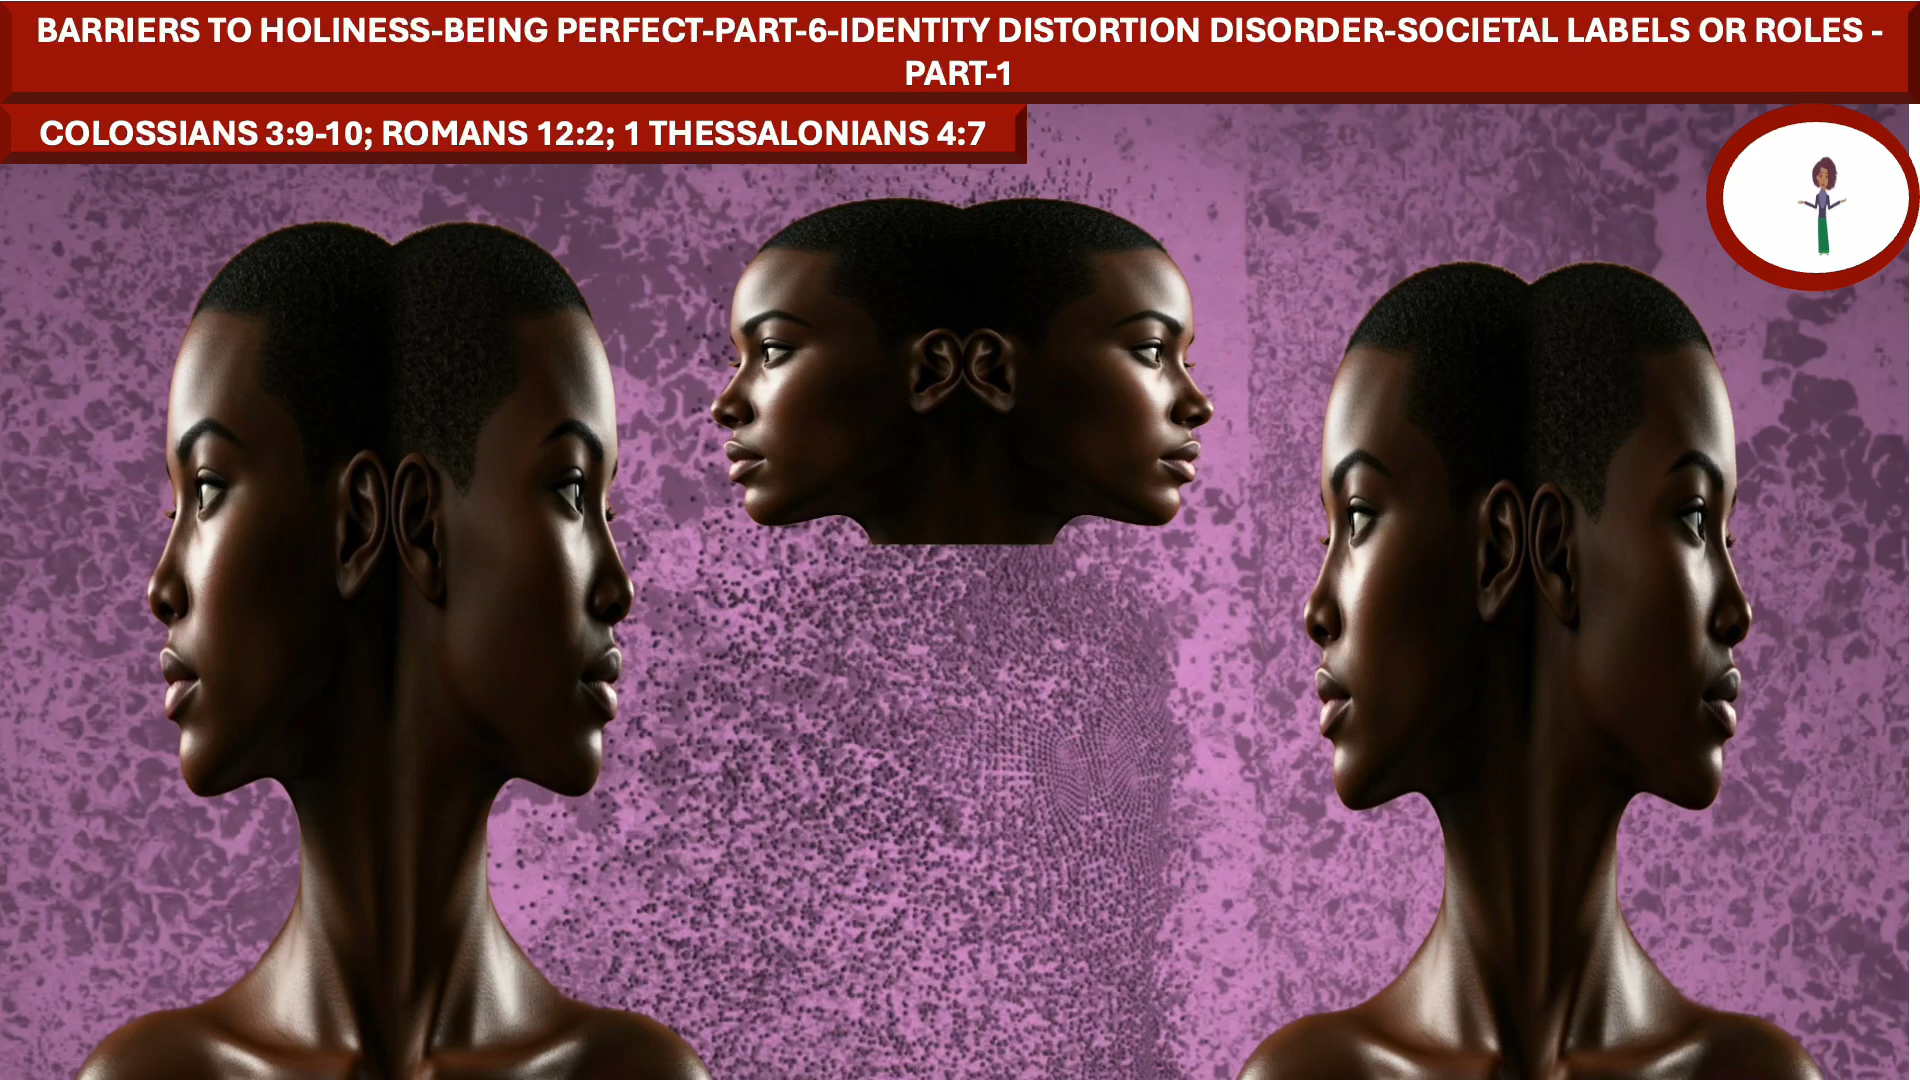 BARRIERS TO HOLINESS-BEING PERFECT-PART-6-IDENTITY DISTORTION DISORDER-SOCIETAL LABELS OR ROLES -
PART-1
COLOSSIANS 3:9-10; ROMANS 12:2; 1 THESSALONIANS 4:7